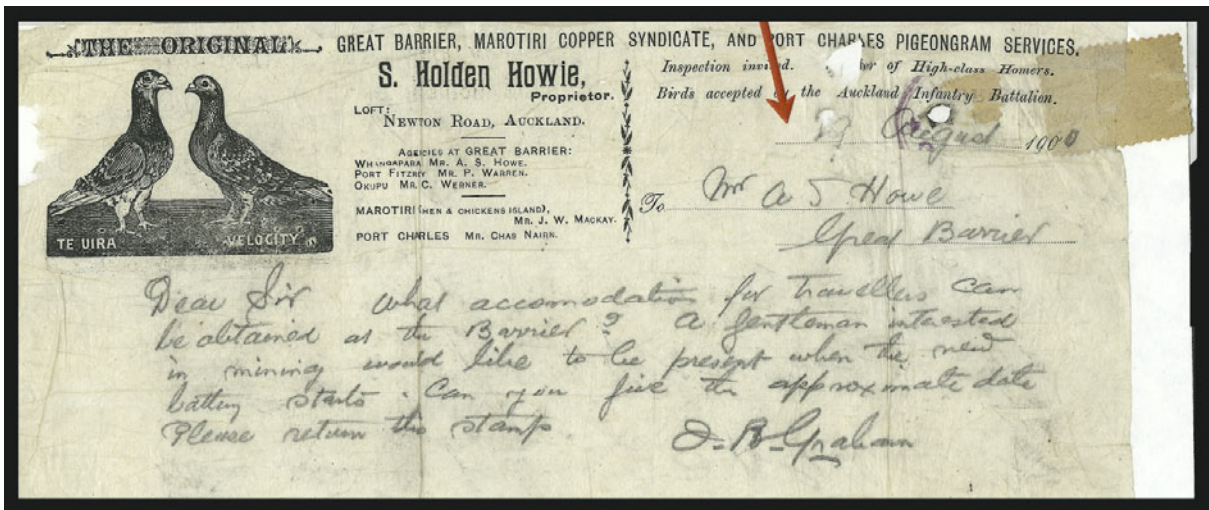 THE ORIGINAL GREAT BARRIER, MAROTIRI COPPER SYNDICATE, AND PORT CHARLES PIGEONGRAM SERVICES.
S. Holden Howie,
Proprietor.
LOFT:
NEWTON ROAD, AUCKLAND.
AGECIES AT GREAT BARRIER:
WHANGAPARA MR. A. S. HOWE.
PORT FITZROY MR. P. WARREN.
OKUPU MR. C. WERNER.
MAROTIRI (HEN & CHICKENS ISLAND),
MR. J. W. MACKAY.
PORT CHARLES MR. CHAS NAIRN.
TE UIRA VELOCITY
Inspection invited. of High-class Homers.
Birds accepted the Auckland Infantry Battalion.
August 1900
To Mr A S Howe
Great Barrier
Dear Sir What accomodation for travellers can
be obtained at the Barrier? A gentleman interested
in mining would like to be present when the new
battery starts. Can you give the approximate date
Please return this stamp.
Graham